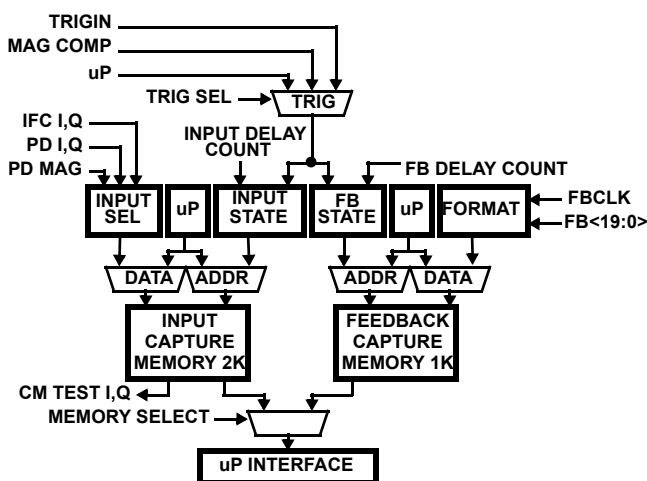 TRIGIN
MAG COMP
uP
TRIG SEL
TRIG
IFC I,Q
PD I,Q
PD MAG
INPUT DELAY
COUNT
FB DELAY COUNT
INPUT
SEL
uP
INPUT
STATE
FB
STATE
uP
FORMAT
FBCLK
FB<19:0>
DATA
ADDR
ADDR
DATA
INPUT
CAPTURE
MEMORY 2K
FEEDBACK
CAPTURE
MEMORY 1K
CM TEST I,Q
MEMORY SELECT
uP INTERFACE